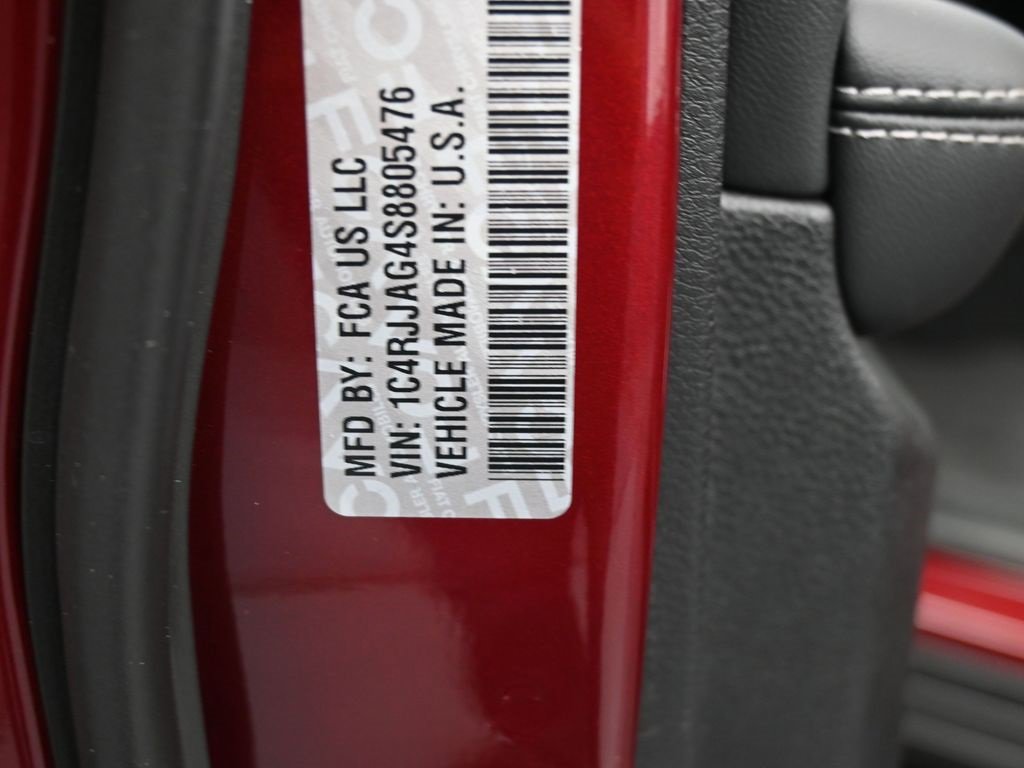 MFD BY: FCA US LLC
VIN: 1C4RJJAG4S8805476
VEHICLE MADE IN: U.S.A.